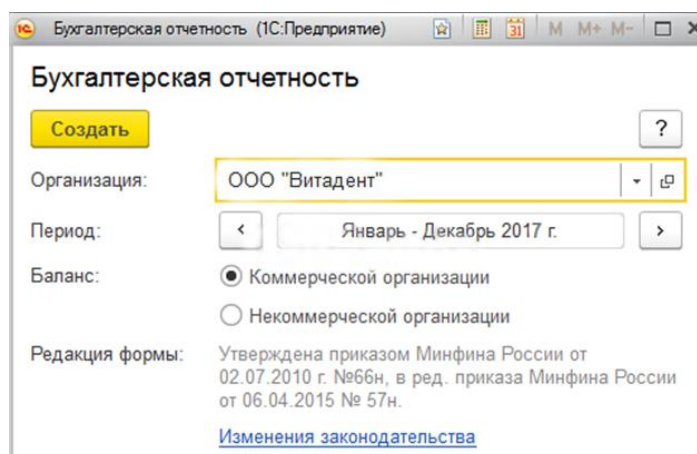 1С Бухгалтерская отчетность (1С:Предприятие) 31 M M+ M-
Бухгалтерская отчетность
Создать ?
Организация: ООО "Витадент"
Период: < Январь - Декабрь 2017 г. >
Баланс: Коммерческой организации
Некоммерческой организации
Редакция формы: Утверждена приказом Минфина России от
02.07.2010 г. №66н, в ред. приказа Минфина России
от 06.04.2015 № 57н.
Изменения законодательства